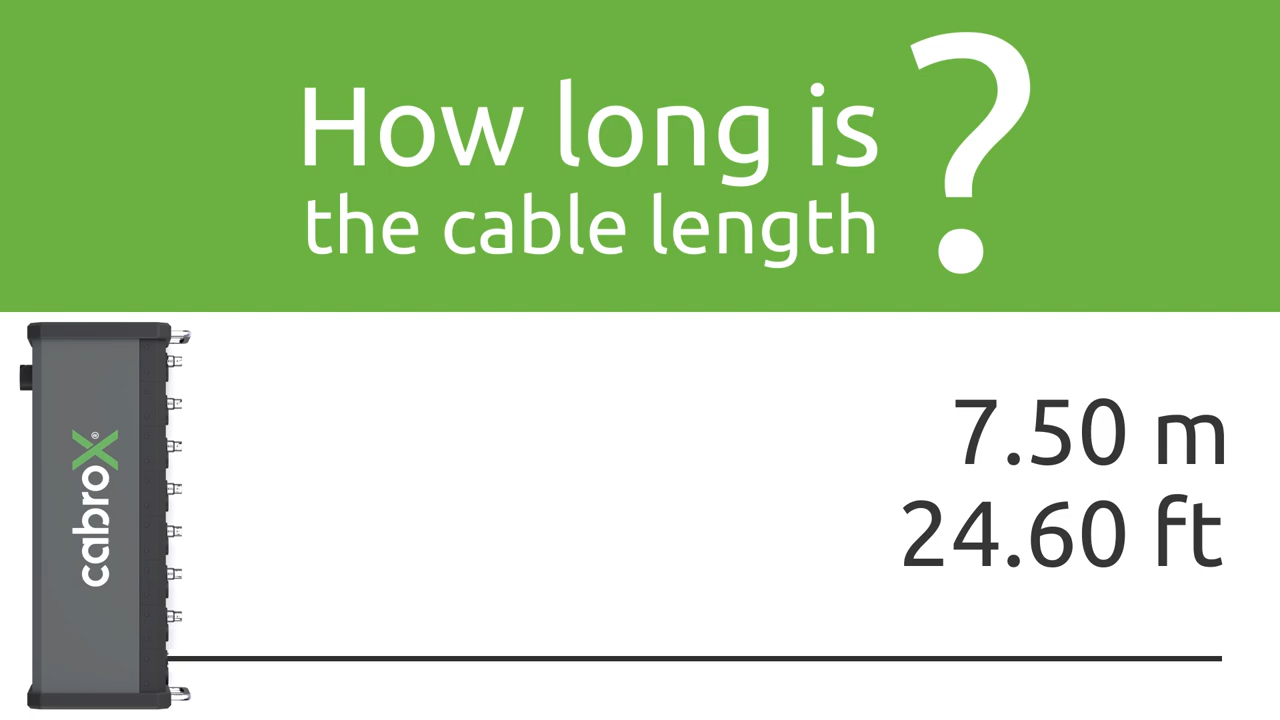 How long is
the cable length
?
cabroX®
7.50 m
24.60 ft